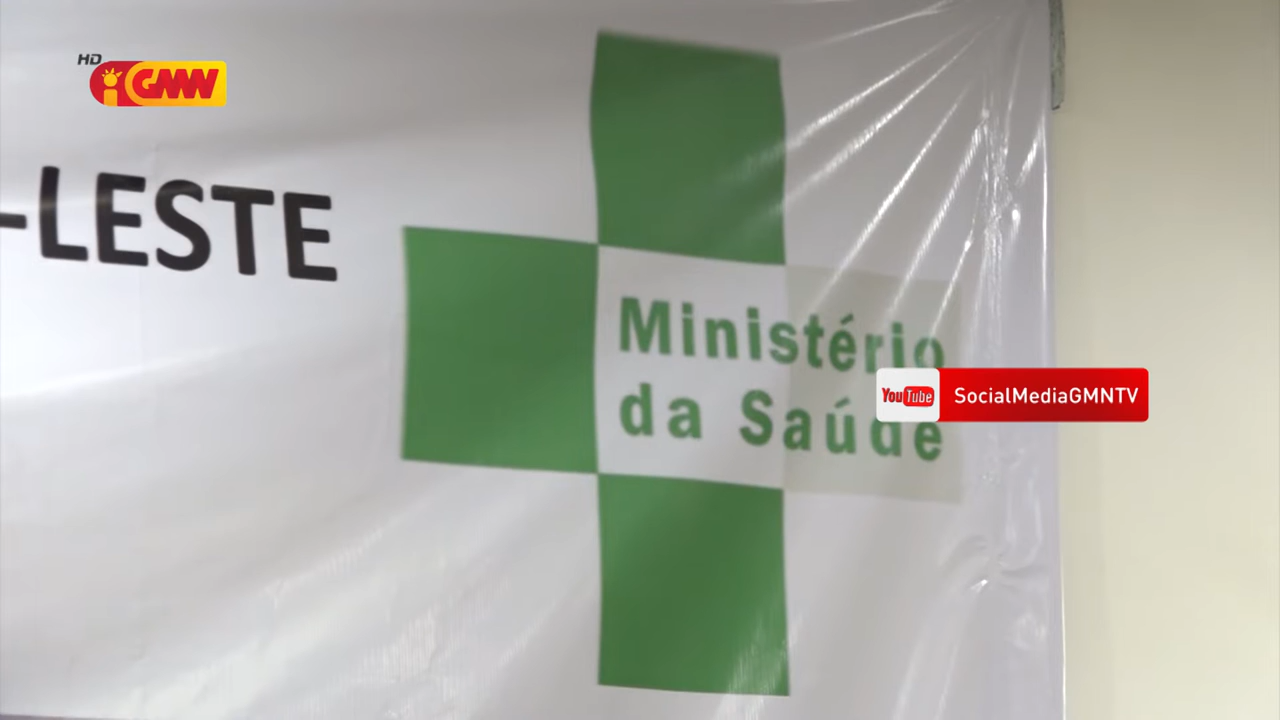 HD
GMN
-LESTE
Ministério
da Saúde
YouTube SocialMediaGMNTV